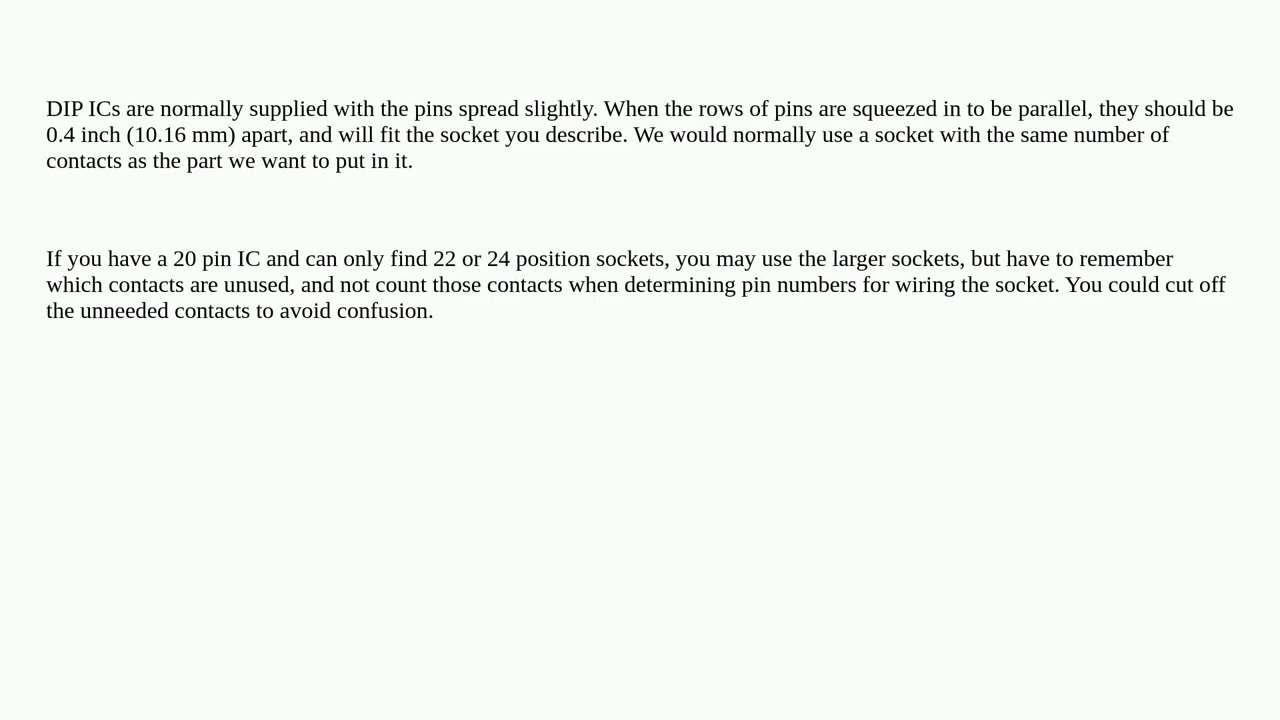 DIP ICs are normally supplied with the pins spread slightly. When the rows of pins are squeezed in to be parallel, they should be
0.4 inch (10.16 mm) apart, and will fit the socket you describe. We would normally use a socket with the same number of
contacts as the part we want to put in it.
If you have a 20 pin IC and can only find 22 or 24 position sockets, you may use the larger sockets, but have to remember
which contacts are unused, and not count those contacts when determining pin numbers for wiring the socket. You could cut off
the unneeded contacts to avoid confusion.